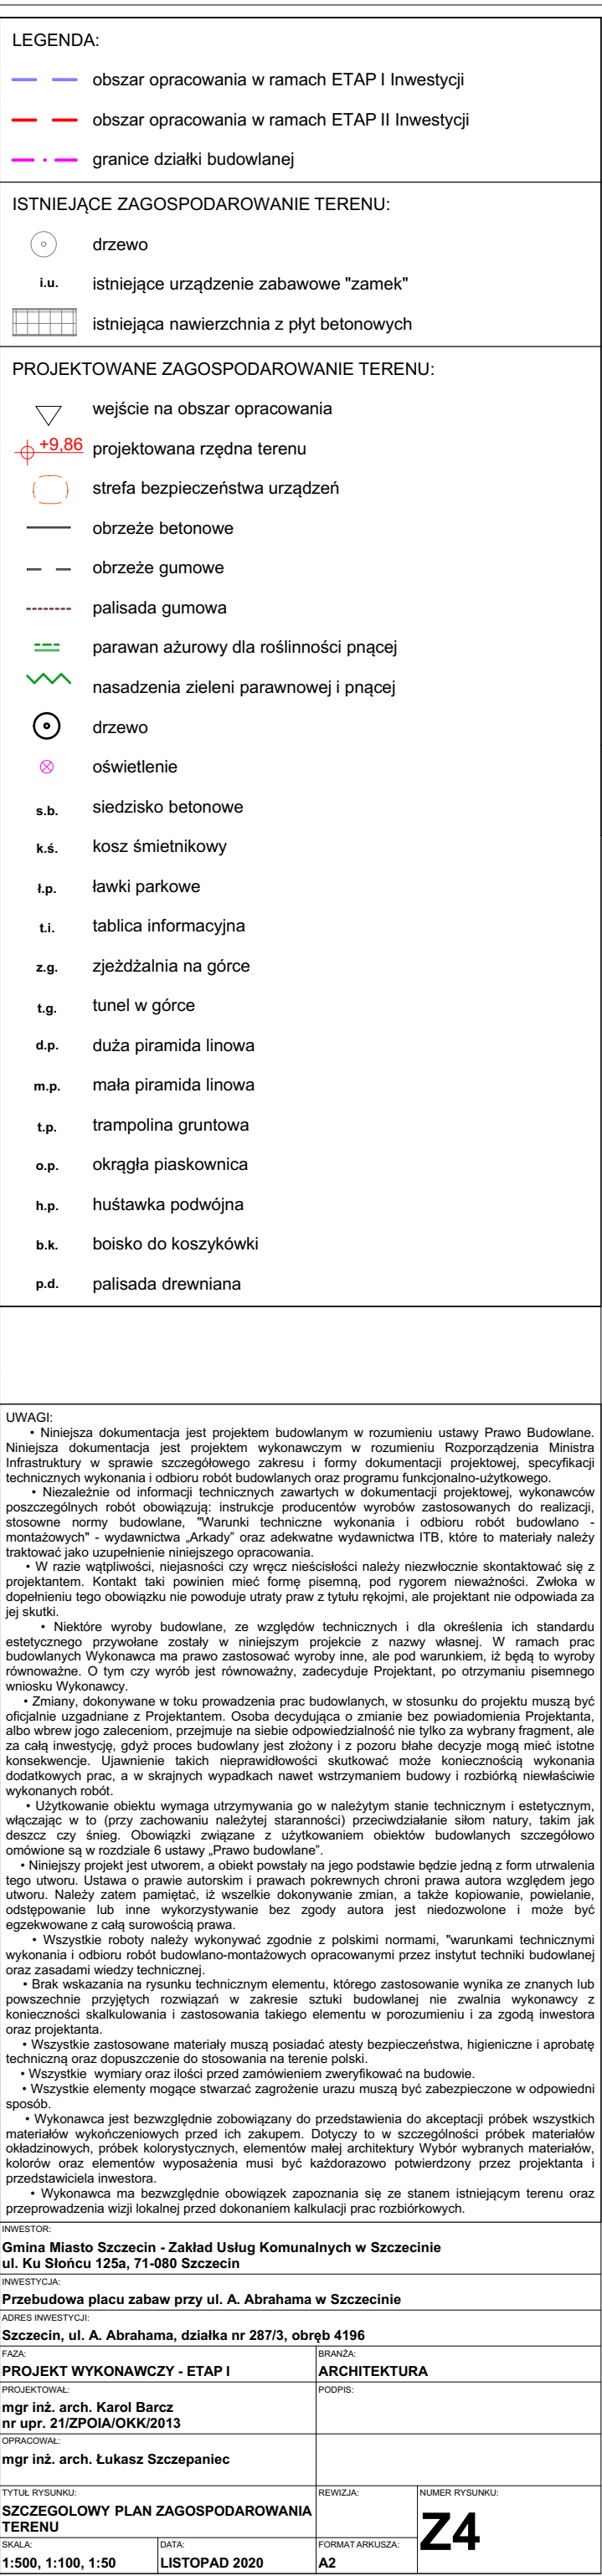 LEGENDA:
obszar opracowania w ramach ETAP I Inwestycji
obszar opracowania w ramach ETAP II Inwestycji
granice działki budowlanej
ISTNIEJĄCE ZAGOSPODAROWANIE TERENU:
drzewo
i.u. istniejące urządzenie zabawowe "zamek"
istniejąca nawierzchnia z płyt betonowych
PROJEKTOWANE ZAGOSPODAROWANIE TERENU:
wejście na obszar opracowania
+9,86 projektowana rzędna terenu
strefa bezpieczeństwa urządzeń
obrzeże betonowe
obrzeże gumowe
palisada gumowa
parawan ażurowy dla roślinności pnącej
nasadzenia zieleni parawnowej i pnącej
drzewo
oświetlenie
s.b. siedzisko betonowe
k.ś. kosz śmietnikowy
ł.p. ławki parkowe
t.i. tablica informacyjna
z.g. zjeżdżalnia na górce
t.g. tunel w górce
d.p. duża piramida linowa
m.p. mała piramida linowa
t.p. trampolina gruntowa
o.p. okrągła piaskownica
h.p. huśtawka podwójna
b.k. boisko do koszykówki
p.d. palisada drewniana
UWAGI:
• Niniejsza dokumentacja jest projektem budowlanym w rozumieniu ustawy Prawo Budowlane.
Niniejsza dokumentacja jest projektem wykonawczym w rozumieniu Rozporządzenia Ministra
Infrastruktury w sprawie szczegółowego zakresu i formy dokumentacji projektowej, specyfikacji
technicznych wykonania i odbioru robót budowlanych oraz programu funkcjonalno-użytkowego.
• Niezależnie od informacji technicznych zawartych w dokumentacji projektowej, wykonawców
poszczególnych robót obowiązują: instrukcje producentów wyrobów zastosowanych do realizacji,
stosowne normy budowlane, "Warunki techniczne wykonania i odbioru robót budowlano -
montażowych" - wydawnictwa „Arkady” oraz adekwatne wydawnictwa ITB, które to materiały należy
traktować jako uzupełnienie niniejszego opracowania.
• W razie wątpliwości, niejasności czy wręcz nieścisłości należy niezwłocznie skontaktować się z
projektantem. Kontakt taki powinien mieć formę pisemną, pod rygorem nieważności. Zwłoka w
dopełnieniu tego obowiązku nie powoduje utraty praw z tytułu rękojmi, ale projektant nie odpowiada za
jej skutki.
• Niektóre wyroby budowlane, ze względów technicznych i dla określenia ich standardu
estetycznego przywołane zostały w niniejszym projekcie z nazwy własnej. W ramach prac
budowlanych Wykonawca ma prawo zastosować wyroby inne, ale pod warunkiem, iż będą to wyroby
równoważne. O tym czy wyrób jest równoważny, zadecyduje Projektant, po otrzymaniu pisemnego
wniosku Wykonawcy.
• Zmiany, dokonywane w toku prowadzenia prac budowlanych, w stosunku do projektu muszą być
oficjalnie uzgadniane z Projektantem. Osoba decydująca o zmianie bez powiadomienia Projektanta,
albo wbrew jego zaleceniom, przejmuje na siebie odpowiedzialność nie tylko za wybrany fragment, ale
za całą inwestycję, gdyż proces budowlany jest złożony i z pozoru błahe decyzje mogą mieć istotne
konsekwencje. Ujawnienie takich nieprawidłowości skutkować może koniecznością wykonania
dodatkowych prac, a w skrajnych wypadkach nawet wstrzymaniem budowy i rozbiórką niewłaściwie
wykonanych robót.
• Użytkowanie obiektu wymaga utrzymywania go w należytym stanie technicznym i estetycznym,
włączając w to (przy zachowaniu należytej staranności) przeciwdziałanie siłom natury, takim jak
deszcz czy śnieg. Obowiązki związane z użytkowaniem obiektów budowlanych szczegółowo
omówione są w rozdziale 6 ustawy „Prawo budowlane”.
• Niniejszy projekt jest utworem, a obiekt powstały na jego podstawie będzie jedną z form utrwalenia
tego utworu. Ustawa o prawie autorskim i prawach pokrewnych chroni prawa autora względem jego
utworu. Należy zatem pamiętać, iż wszelkie dokonywanie zmian, a także kopiowanie, powielanie,
odstępowanie lub inne wykorzystywanie bez zgody autora jest niedozwolone i może być
egzekwowane z całą surowością prawa.
• Wszystkie roboty należy wykonywać zgodnie z polskimi normami, "warunkami technicznymi
wykonania i odbioru robót budowlano-montażowych opracowanymi przez instytut techniki budowlanej
oraz zasadami wiedzy technicznej.
• Brak wskazania na rysunku technicznym elementu, którego zastosowanie wynika ze znanych lub
powszechnie przyjętych rozwiązań w zakresie sztuki budowlanej nie zwalnia wykonawcy z
konieczności skalkulowania i zastosowania takiego elementu w porozumieniu i za zgodą inwestora
oraz projektanta.
• Wszystkie zastosowane materiały muszą posiadać atesty bezpieczeństwa, higieniczne i aprobatę
techniczną oraz dopuszczenie do stosowania na terenie polski.
• Wszystkie wymiary oraz ilości przed zamówieniem zweryfikować na budowie.
• Wszystkie elementy mogące stwarzać zagrożenie urazu muszą być zabezpieczone w odpowiedni
sposób.
• Wykonawca jest bezwzględnie zobowiązany do przedstawienia do akceptacji próbek wszystkich
materiałów wykończeniowych przed ich zakupem. Dotyczy to w szczególności próbek materiałów
okładzinowych, próbek kolorystycznych, elementów małej architektury Wybór wybranych materiałów,
kolorów oraz elementów wyposażenia musi być każdorazowo potwierdzony przez projektanta i
przedstawiciela inwestora.
• Wykonawca ma bezwzględnie obowiązek zapoznania się ze stanem istniejącym terenu oraz
przeprowadzenia wizji lokalnej przed dokonaniem kalkulacji prac rozbiórkowych.
INWESTOR:
Gmina Miasto Szczecin - Zakład Usług Komunalnych w Szczecinie
ul. Ku Słońcu 125a, 71-080 Szczecin
INWESTYCJA:
Przebudowa placu zabaw przy ul. A. Abrahama w Szczecinie
ADRES INWESTYCJI:
Szczecin, ul. A. Abrahama, działka nr 287/3, obręb 4196
FAZA: BRANŻA:
PROJEKT WYKONAWCZY - ETAP I ARCHITEKTURA
PROJEKTOWAŁ: PODPIS:
mgr inż. arch. Karol Barcz
nr upr. 21/ZPOIA/OKK/2013
OPRACOWAŁ:
mgr inż. arch. Łukasz Szczepaniec
TYTUŁ RYSUNKU: REWIZJA: NUMER RYSUNKU:
SZCZEGOLOWY PLAN ZAGOSPODAROWANIA
TERENU
Z4
SKALA: DATA: FORMAT ARKUSZA:
1:500, 1:100, 1:50 LISTOPAD 2020 A2